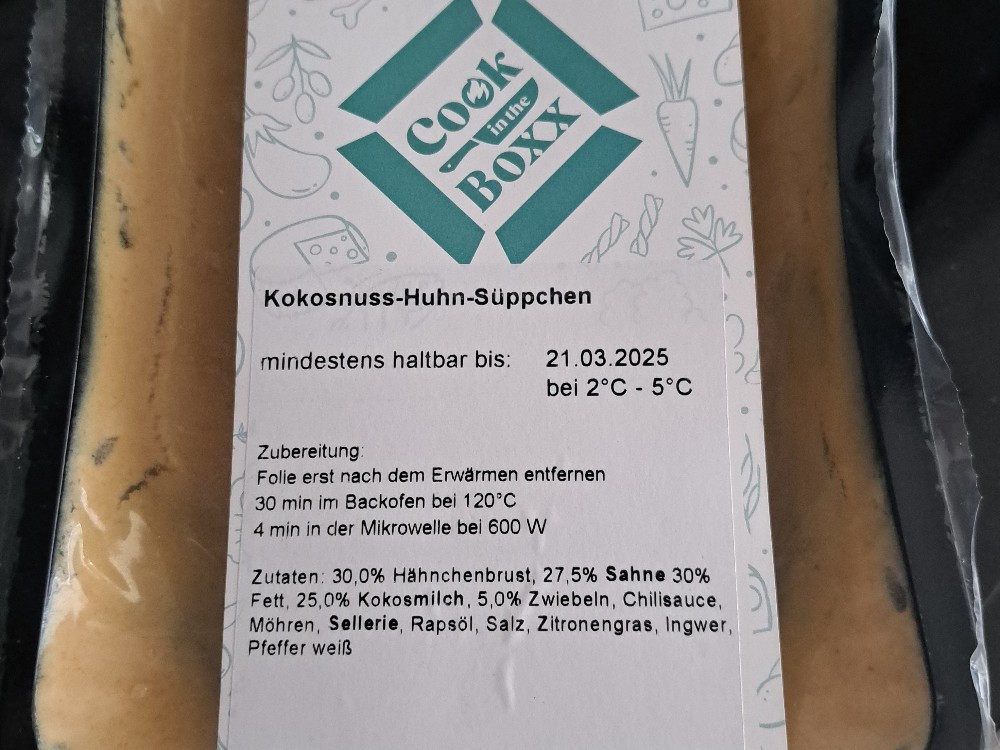 Cook
in the
BOXX
Kokosnuss-Huhn-Süppchen
mindestens haltbar bis: 21.03.2025
bei 2°C - 5°C
Zubereitung:
Folie erst nach dem Erwärmen entfernen
30 min im Backofen bei 120°C
4 min in der Mikrowelle bei 600 W
Zutaten: 30,0% Hähnchenbrust, 27,5% Sahne 30%
Fett, 25,0% Kokosmilch, 5,0% Zwiebeln, Chilisauce,
Möhren, Sellerie, Rapsöl, Salz, Zitronengras, Ingwer,
Pfeffer weiß